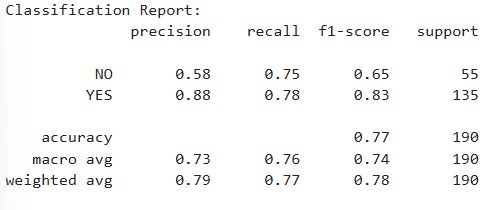 Classification Report:
precision recall f1-score support
NO 0.58 0.75 0.65 55
YES 0.88 0.78 0.83 135
accuracy 0.77 190
macro avg 0.73 0.76 0.74 190
weighted avg 0.79 0.77 0.78 190